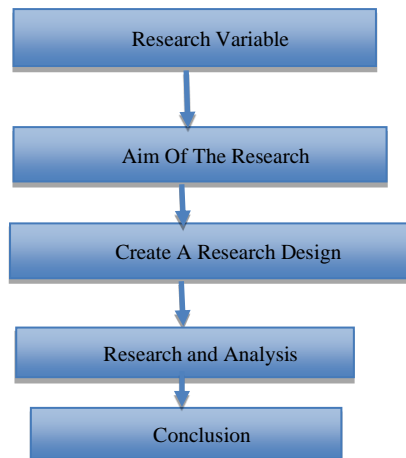 Research Variable
Aim Of The Research
Create A Research Design
Research and Analysis
Conclusion